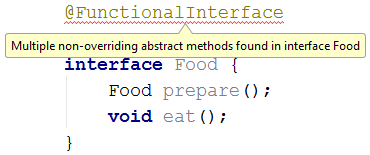 @FunctionalInterface
Multiple non-overriding abstract methods found in interface Food
interface Food {
Food prepare();
void eat();
}